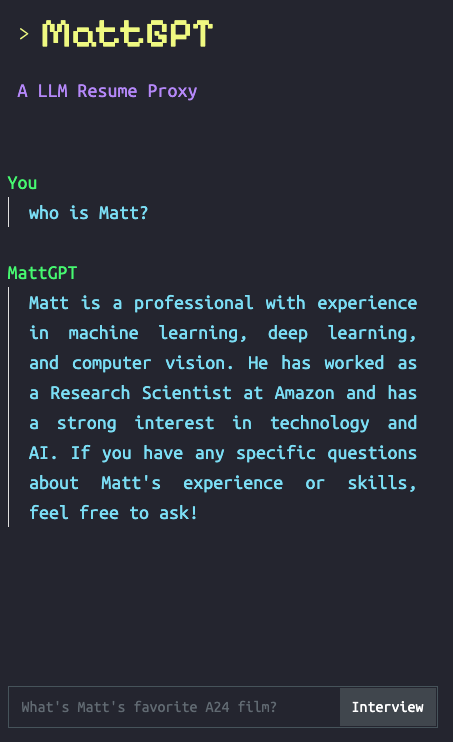 > MattGPT
A LLM Resume Proxy
You
who is Matt?
MattGPT
Matt is a professional with experience
in machine learning, deep learning,
and computer vision. He has worked as
a Research Scientist at Amazon and has
a strong interest in technology and
AI. If you have any specific questions
about Matt's experience or skills,
feel free to ask!
What's Matt's favorite A24 film? Interview